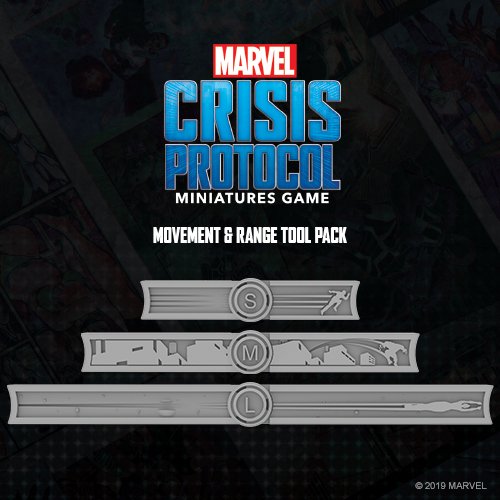 MARVEL
CRISIS
PROTOCOL
MINIATURES GAME
MOVEMENT & RANGE TOOL PACK
S
M
L
© 2019 MARVEL